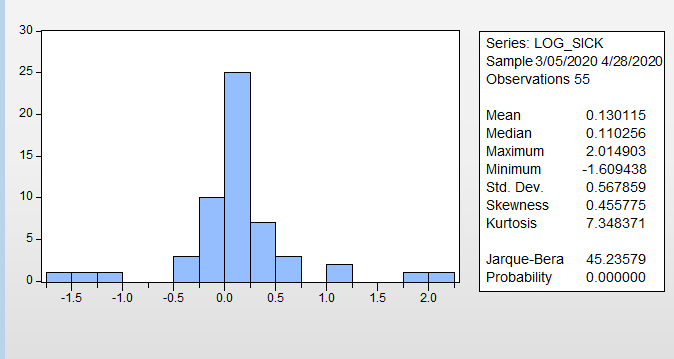 30
25
20
15
10
5
0
-1.5 -1.0 -0.5 0.0 0.5 1.0 1.5 2.0
Series: LOG_SICK
Sample 3/05/2020 4/28/2020
Observations 55
Mean 0.130115
Median 0.110256
Maximum 2.014903
Minimum -1.609438
Std. Dev. 0.567859
Skewness 0.455775
Kurtosis 7.348371
Jarque-Bera 45.23579
Probability 0.000000